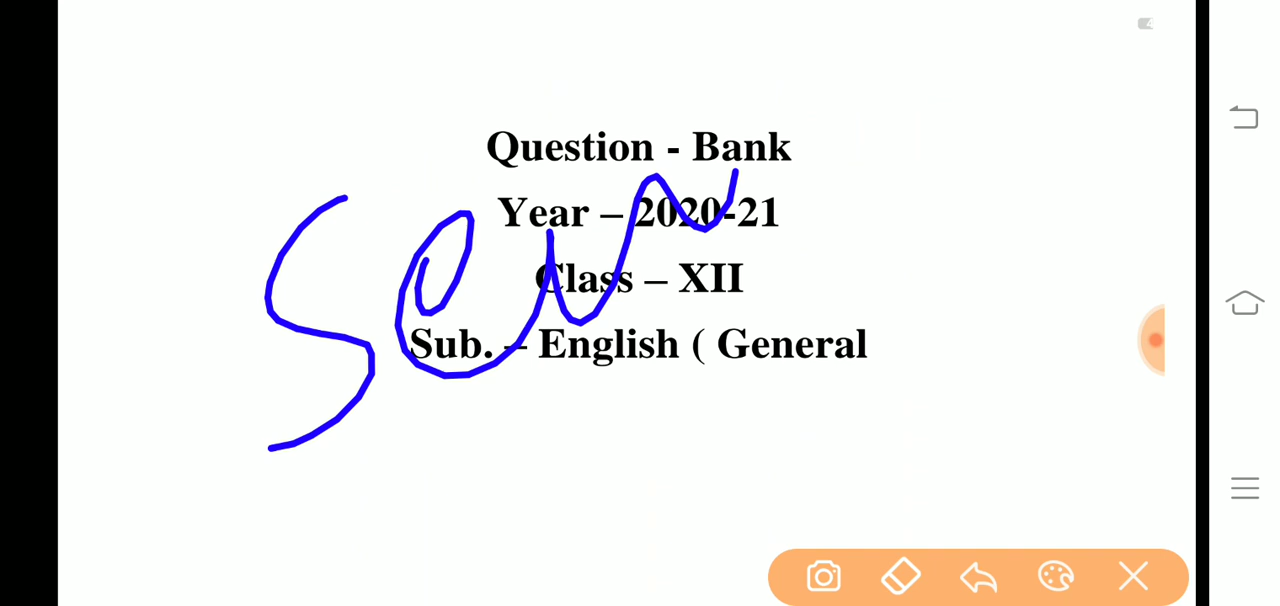 Question - Bank
Year – 2020-21
Class – XII
Sub. – English ( General